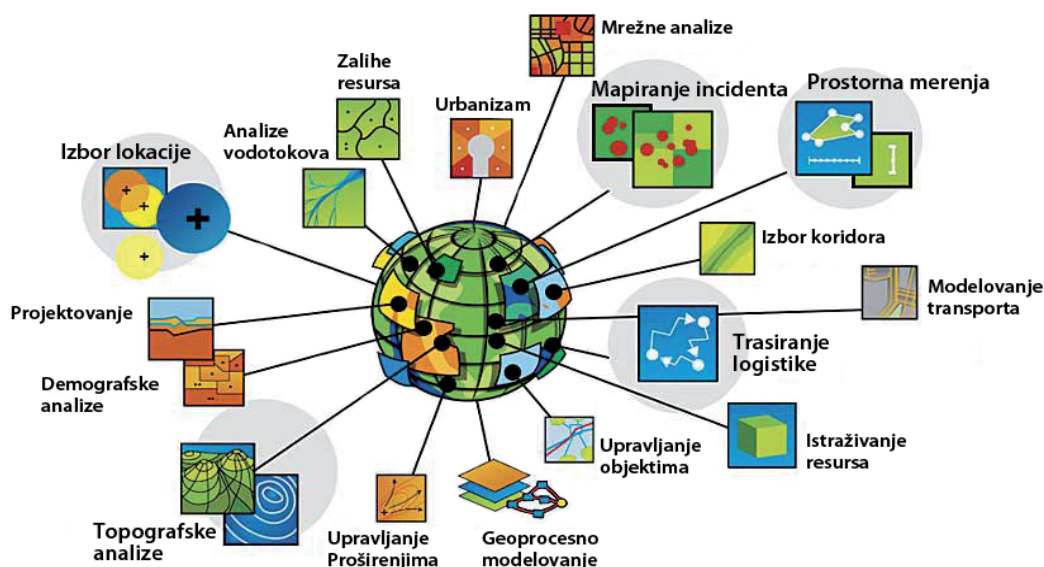 Mrežne analize
Zalihe
resursa
Urbanizam
Mapiranje incidenta
Prostorna merenja
Analize
vodotokova
Izbor lokacije
Izbor koridora
Modelovanje
transporta
Projektovanje
Trasiranje
logistike
Demografske
analize
Upravljanje
objektima
Istraživanje
resursa
Topografske
analize
Upravljanje
Proširenjima
Geoprocesno
modelovanje